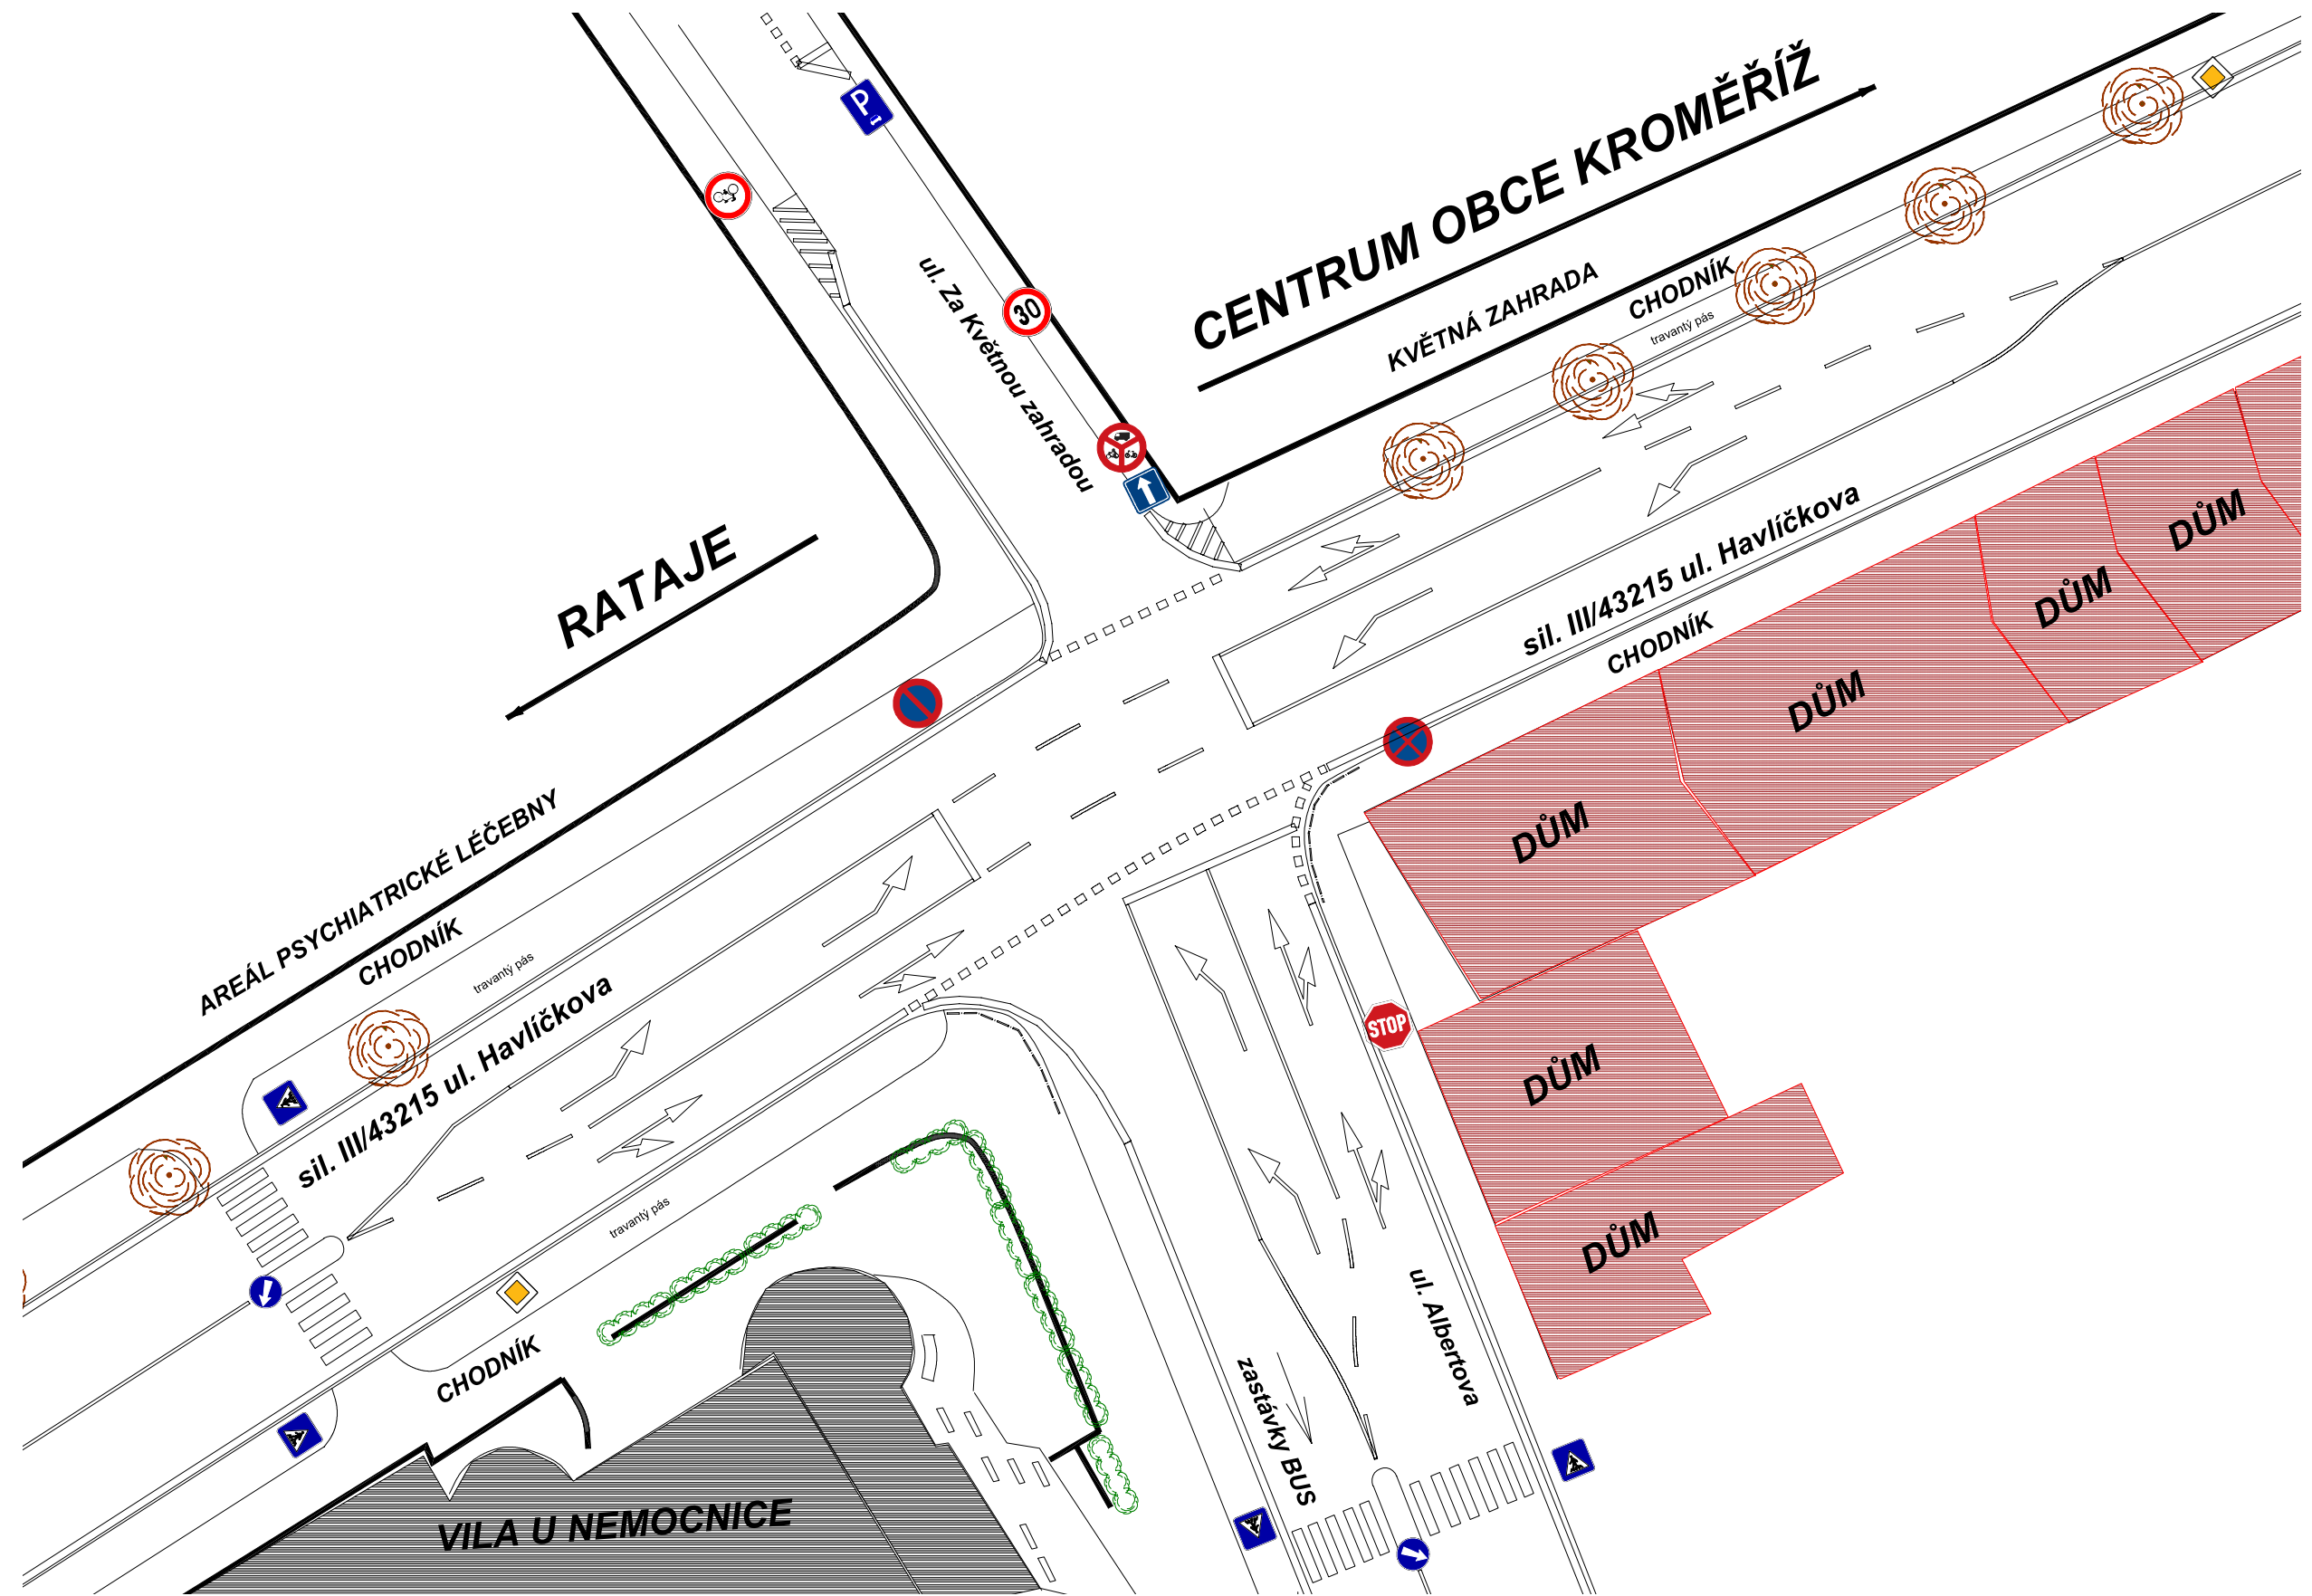 P
CENTRUM OBCE KROMĚŘÍŽ
KVĚTNÁ ZAHRADA
CHODNÍK
travantý pás
30
ul. Za Květnou zahradou
RATAJE
sil. III/43215 ul. Havlíčkova
CHODNÍK
DŮM
DŮM
DŮM
DŮM
AREÁL PSYCHIATRICKÉ LÉČEBNY
CHODNÍK
travantý pás
sil. III/43215 ul. Havlíčkova
STOP
DŮM
DŮM
travantý pás
CHODNÍK
ul. Albertova
zastávky BUS
VILA U NEMOCNICE